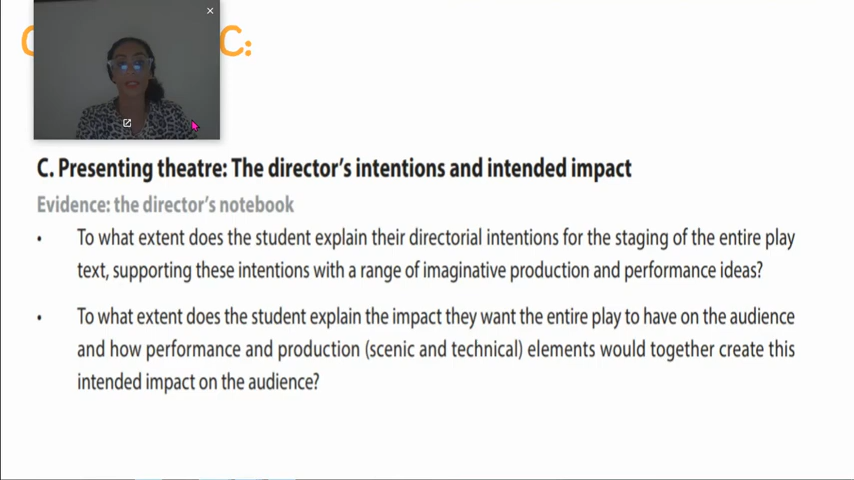 C:
C. Presenting theatre: The director's intentions and intended impact
Evidence: the director's notebook
• To what extent does the student explain their directorial intentions for the staging of the entire play
text, supporting these intentions with a range of imaginative production and performance ideas?
• To what extent does the student explain the impact they want the entire play to have on the audience
and how performance and production (scenic and technical) elements would together create this
intended impact on the audience?